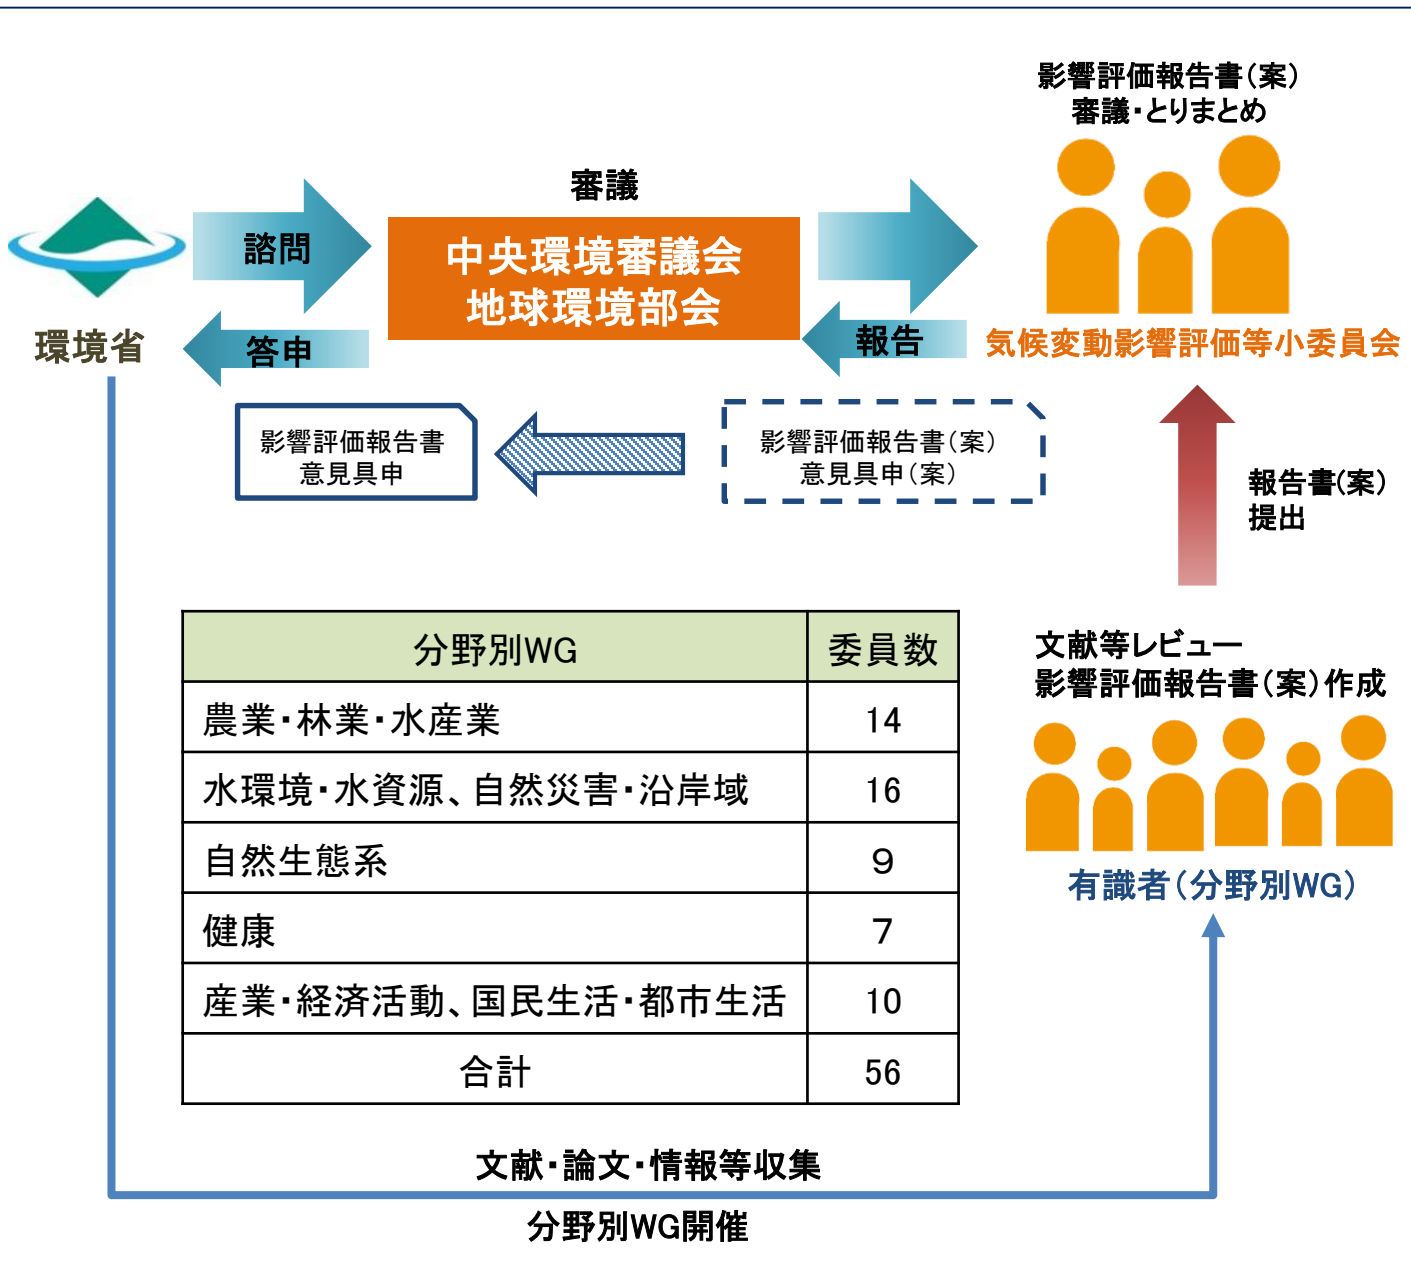 影響評価報告書（案）
審議・とりまとめ
審議
諮問
中央環境審議会
地球環境部会
環境省
答申
報告
気候変動影響評価等小委員会
影響評価報告書
意見具申
影響評価報告書（案）
意見具申（案）
報告書(案)
提出
分野別WG 委員数
農業・林業・水産業 14
水環境・水資源、自然災害・沿岸域 16
自然生態系 9
健康 7
産業・経済活動、国民生活・都市生活 10
合計 56
文献等レビュー
影響評価報告書（案）作成
有識者（分野別WG）
文献・論文・情報等収集
分野別WG開催